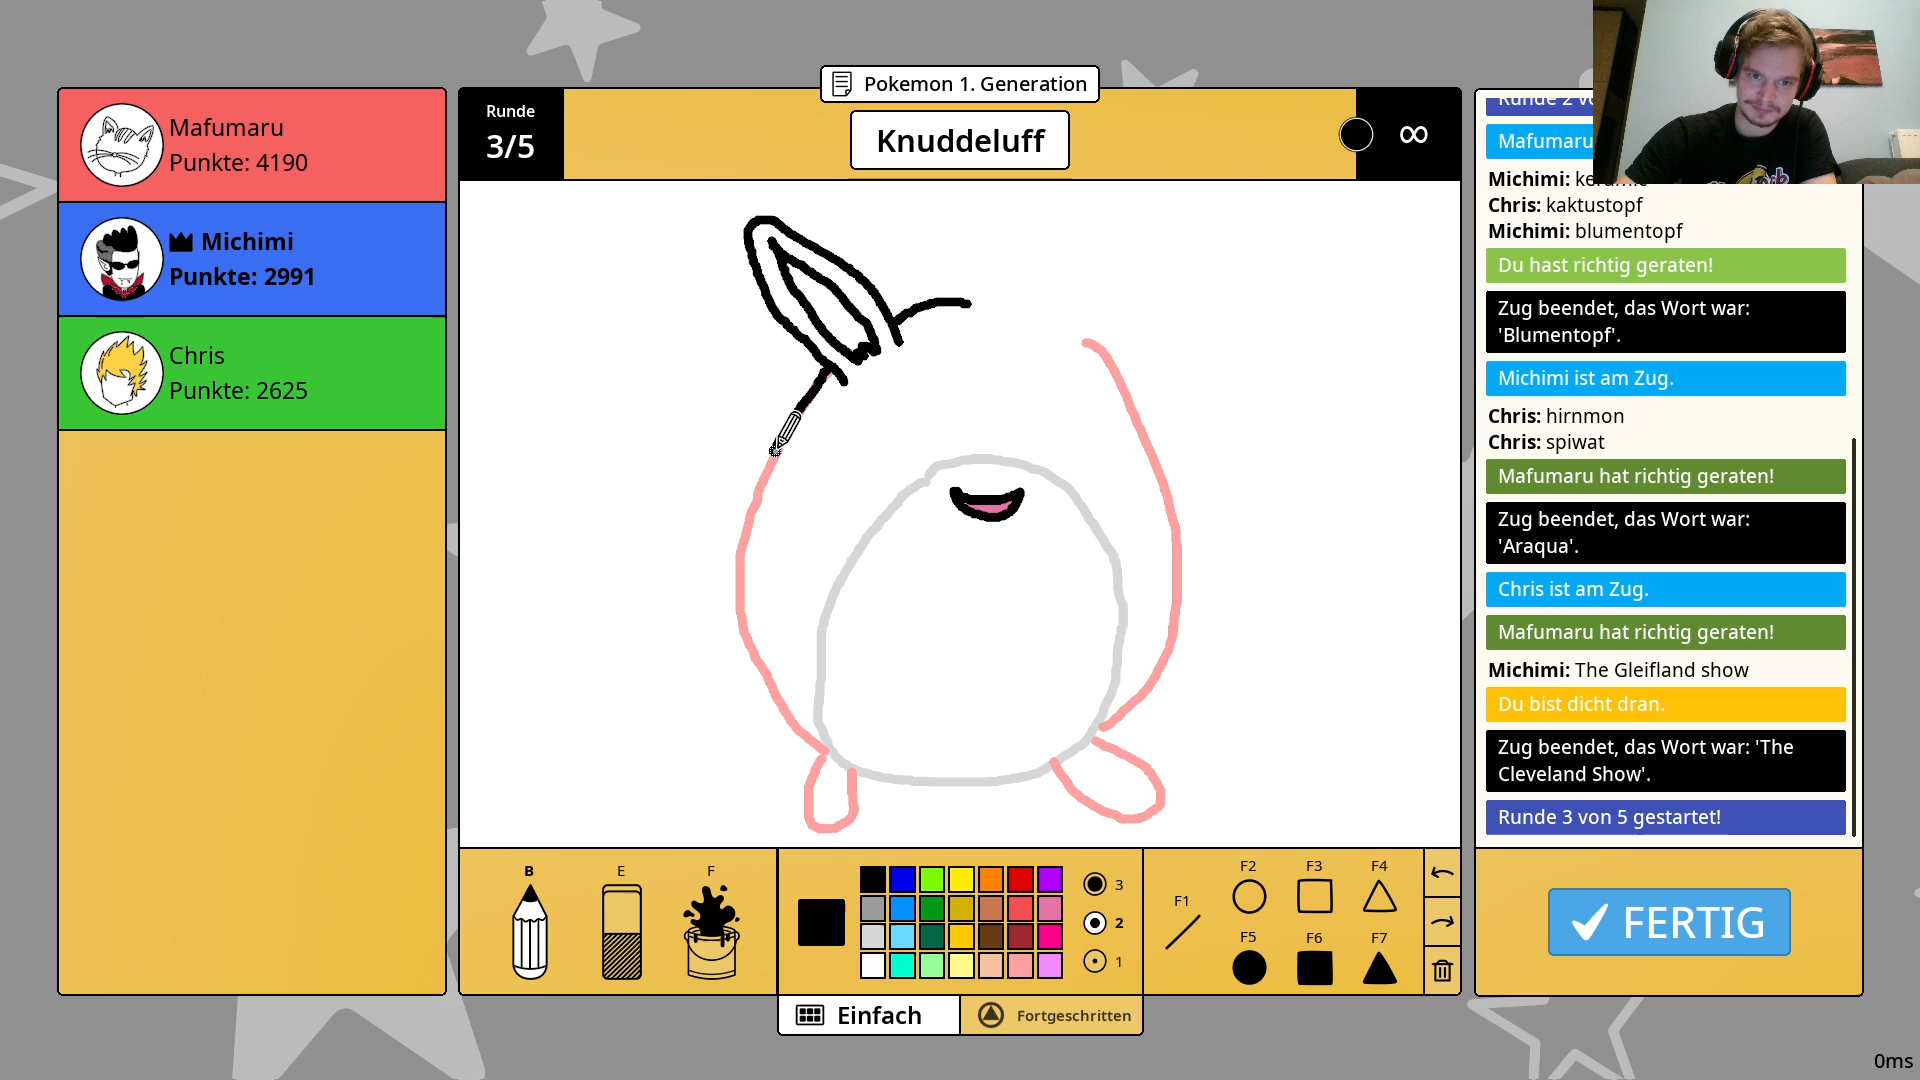 Mafumaru
Punkte: 4190
Michimi
Punkte: 2991
Chris
Punkte: 2625
Runde
3/5
Pokemon 1. Generation
Knuddeluff
∞
Runde 2 vo
Mafumaru
Michimi: keramik
Chris: kaktustopf
Michimi: blumentopf
Du hast richtig geraten!
Zug beendet, das Wort war:
'Blumentopf'.
Michimi ist am Zug.
Chris: hirnmon
Chris: spiwat
Mafumaru hat richtig geraten!
Zug beendet, das Wort war:
'Araqua'.
Chris ist am Zug.
Mafumaru hat richtig geraten!
Michimi: The Gleifland show
Du bist dicht dran.
Zug beendet, das Wort war: 'The
Cleveland Show'.
Runde 3 von 5 gestartet!
B
E
F
3
2
1
F1
F2
F3
F4
F5
F6
F7
FERTIG
Einfach
Fortgeschritten
0ms